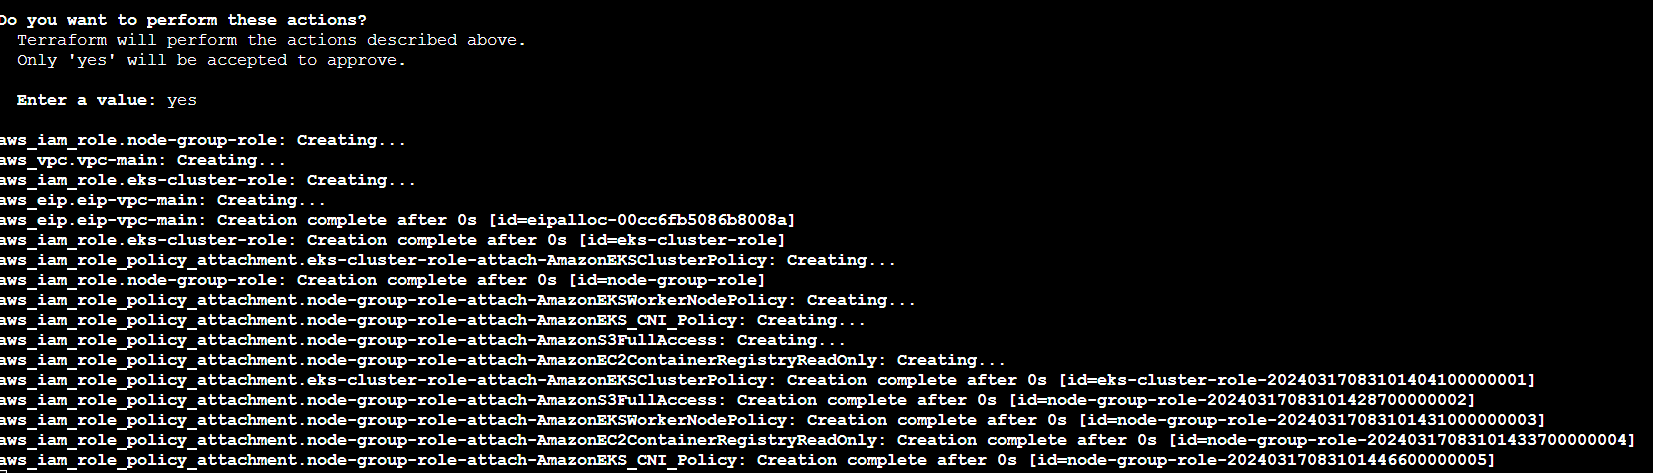 Do you want to perform these actions?
Terraform will perform the actions described above.
Only 'yes' will be accepted to approve.
Enter a value: yes
aws_iam_role.node-group-role: Creating...
aws_vpc.vpc-main: Creating...
aws_iam_role.eks-cluster-role: Creating...
aws_eip.eip-vpc-main: Creating...
aws_eip.eip-vpc-main: Creation complete after 0s [id=eipalloc-00cc6fb5086b8008a]
aws_iam_role.eks-cluster-role: Creation complete after 0s [id=eks-cluster-role]
aws_iam_role_policy_attachment.eks-cluster-role-attach-AmazonEKSClusterPolicy: Creating...
aws_iam_role.node-group-role: Creation complete after 0s [id=node-group-role]
aws_iam_role_policy_attachment.node-group-role-attach-AmazonEKSWorkerNodePolicy: Creating...
aws_iam_role_policy_attachment.node-group-role-attach-AmazonEKS_CNI_Policy: Creating...
aws_iam_role_policy_attachment.node-group-role-attach-AmazonS3FullAccess: Creating...
aws_iam_role_policy_attachment.node-group-role-attach-AmazonEC2ContainerRegistryReadOnly: Creating...
aws_iam_role_policy_attachment.eks-cluster-role-attach-AmazonEKSClusterPolicy: Creation complete after 0s [id=eks-cluster-role-20240317083101404100000001]
aws_iam_role_policy_attachment.node-group-role-attach-AmazonS3FullAccess: Creation complete after 0s [id=node-group-role-20240317083101428700000002]
aws_iam_role_policy_attachment.node-group-role-attach-AmazonEKSWorkerNodePolicy: Creation complete after 0s [id=node-group-role-20240317083101431000000003]
aws_iam_role_policy_attachment.node-group-role-attach-AmazonEC2ContainerRegistryReadOnly: Creation complete after 0s [id=node-group-role-20240317083101433700000004]
aws_iam_role_policy_attachment.node-group-role-attach-AmazonEKS_CNI_Policy: Creation complete after 0s [id=node-group-role-20240317083101446600000005]